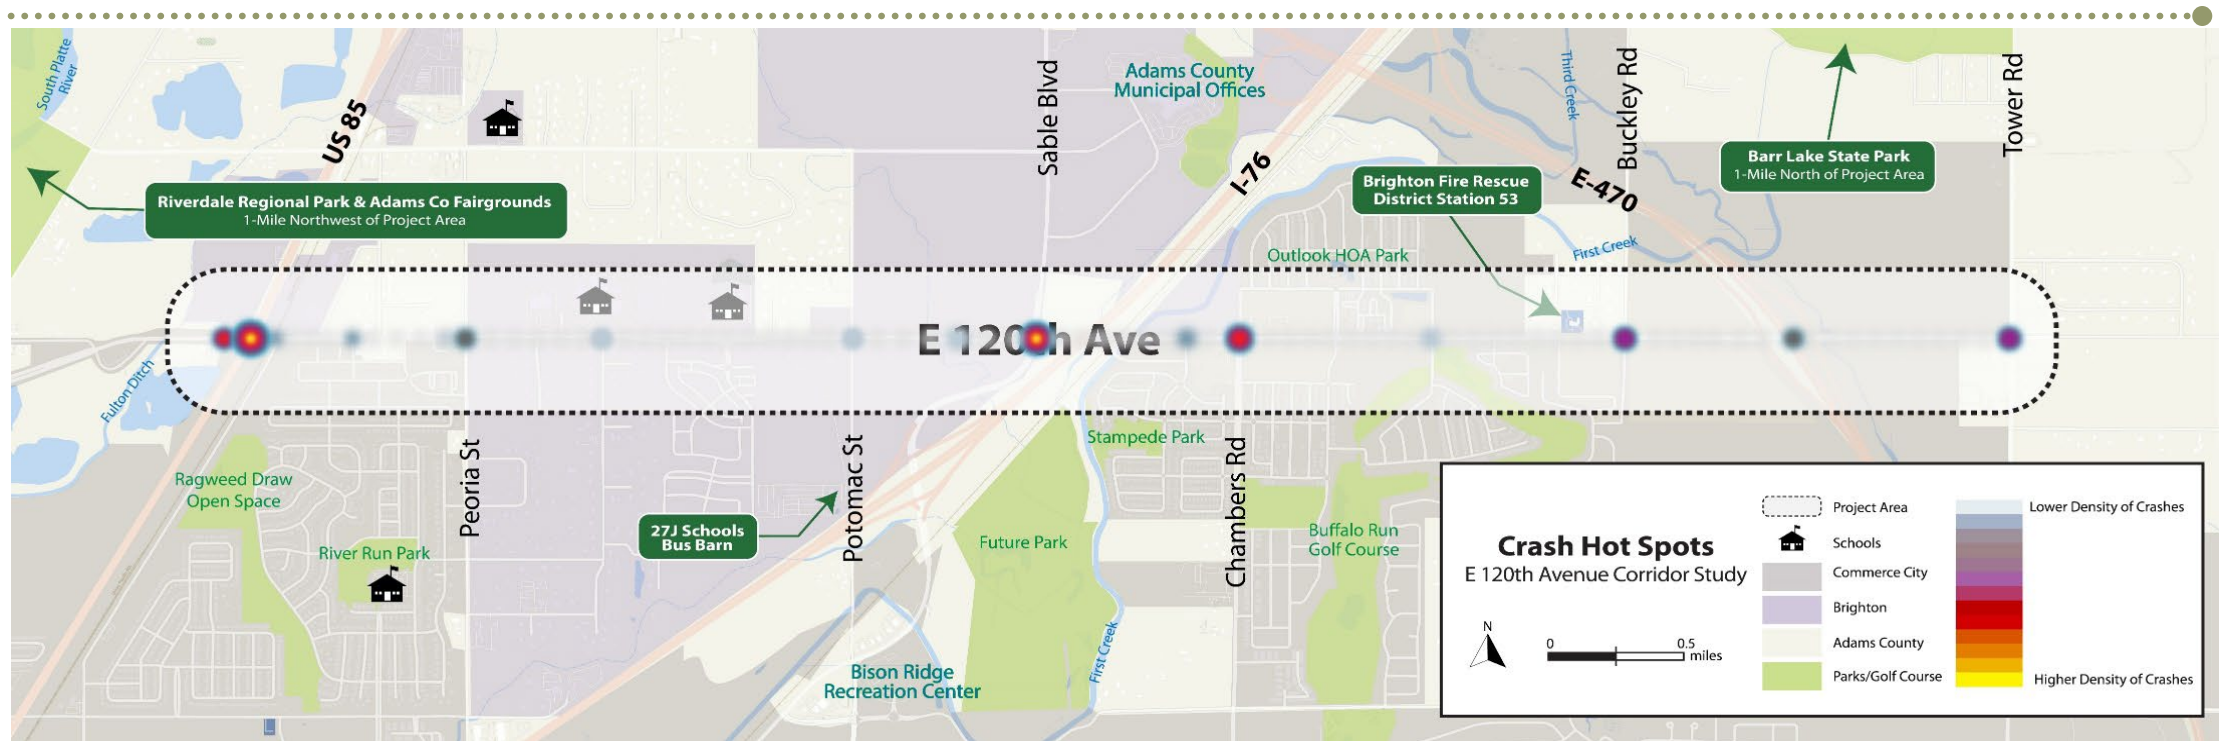 South Platte
River
US 85
Sable Blvd
Adams County
Municipal Offices
I-76
Third Creek
Buckley Rd
E-470
Tower Rd
Barr Lake State Park
1-Mile North of Project Area
Brighton Fire Rescue
District Station 53
Riverdale Regional Park & Adams Co Fairgrounds
1-Mile Northwest of Project Area
First Creek
Outlook HOA Park
E 120th Ave
Fulton Ditch
Ragweed Draw
Open Space
River Run Park
Peoria St
27J Schools
Bus Barn
Potomac St
Stampede Park
Future Park
Chambers Rd
Buffalo Run
Golf Course
First Creek
Bison Ridge
Recreation Center
Crash Hot Spots
E 120th Avenue Corridor Study
N
0 0.5
miles
Project Area
Schools
Commerce City
Brighton
Adams County
Parks/Golf Course
Lower Density of Crashes
Higher Density of Crashes